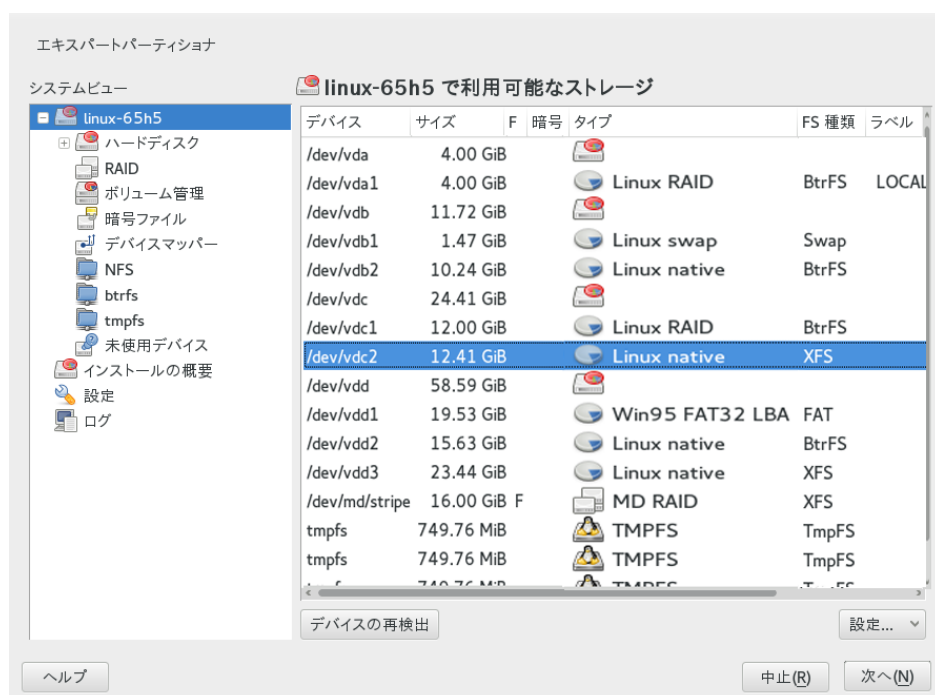 エキスパートパーティショナ
システムビュー
linux-65h5
ハードディスク
RAID
ボリューム管理
暗号ファイル
デバイスマッパー
NFS
btrfs
tmpfs
未使用デバイス
インストールの概要
設定
ログ
linux-65h5 で利用可能なストレージ
デバイス サイズ F 暗号 タイプ FS 種類 ラベル
/dev/vda 4.00 GiB
/dev/vda1 4.00 GiB Linux RAID BtrFS LOCAL
/dev/vdb 11.72 GiB
/dev/vdb1 1.47 GiB Linux swap Swap
/dev/vdb2 10.24 GiB Linux native BtrFS
/dev/vdc 24.41 GiB
/dev/vdc1 12.00 GiB Linux RAID BtrFS
/dev/vdc2 12.41 GiB Linux native XFS
/dev/vdd 58.59 GiB
/dev/vdd1 19.53 GiB Win95 FAT32 LBA FAT
/dev/vdd2 15.63 GiB Linux native BtrFS
/dev/vdd3 23.44 GiB Linux native XFS
/dev/md/stripe 16.00 GiB F MD RAID XFS
tmpfs 749.76 MiB TMPFS TmpFS
tmpfs 749.76 MiB TMPFS TmpFS
デバイスの再検出
設定...
ヘルプ
中止(R)
次へ(N)